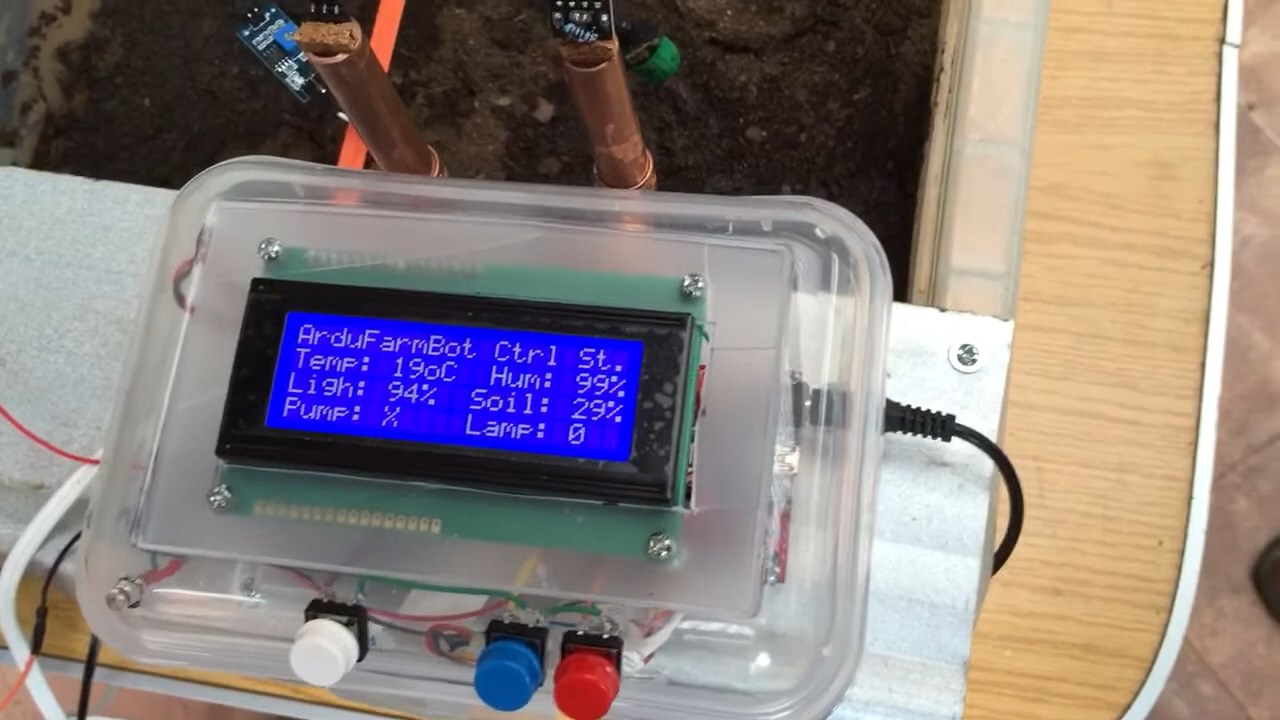 ArduFarmBot Ctrl St.
Temp: 19oC Hum: 99%
Ligh: 94% Soil: 29%
Pump: X Lamp: 0